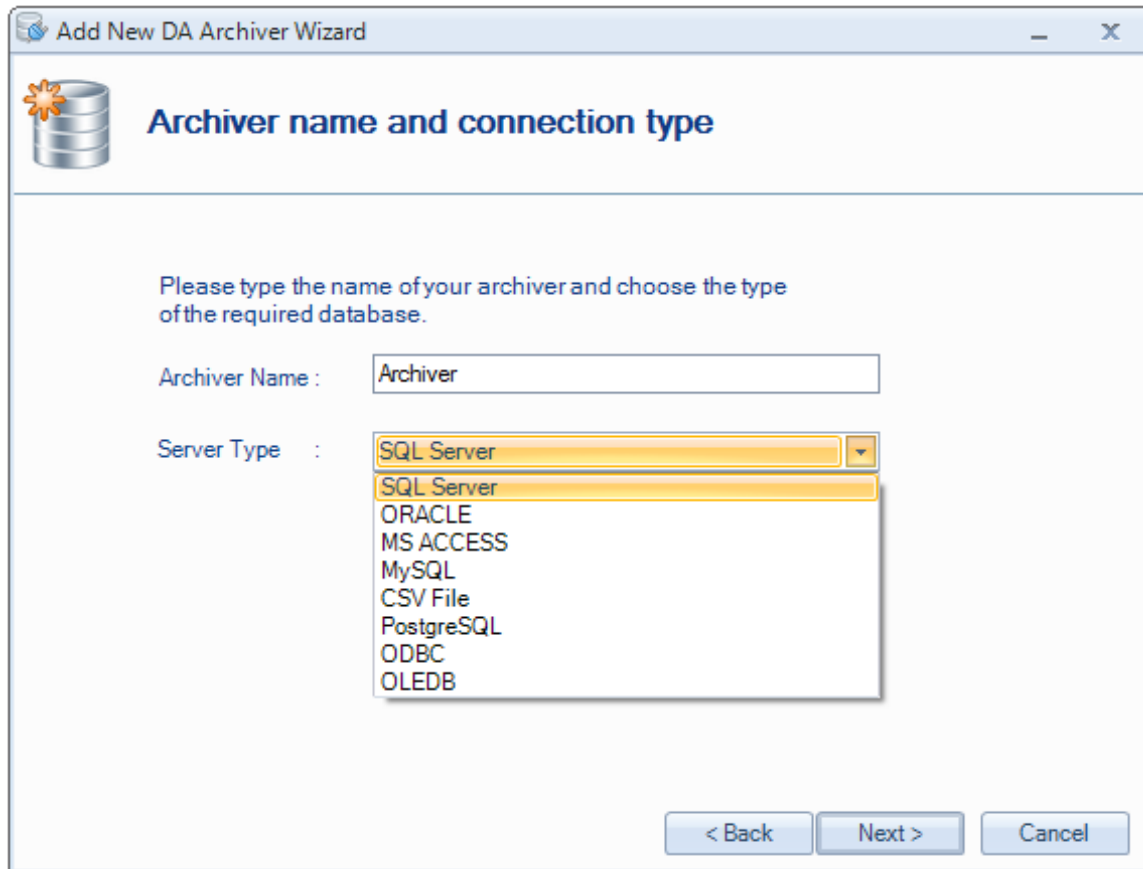 Add New DA Archiver Wizard
Archiver name and connection type
Please type the name of your archiver and choose the type
of the required database.
Archiver Name :
Archiver
Server Type :
SQL Server
SQL Server
ORACLE
MS ACCESS
MySQL
CSV File
PostgreSQL
ODBC
OLEDB
< Back
Next >
Cancel